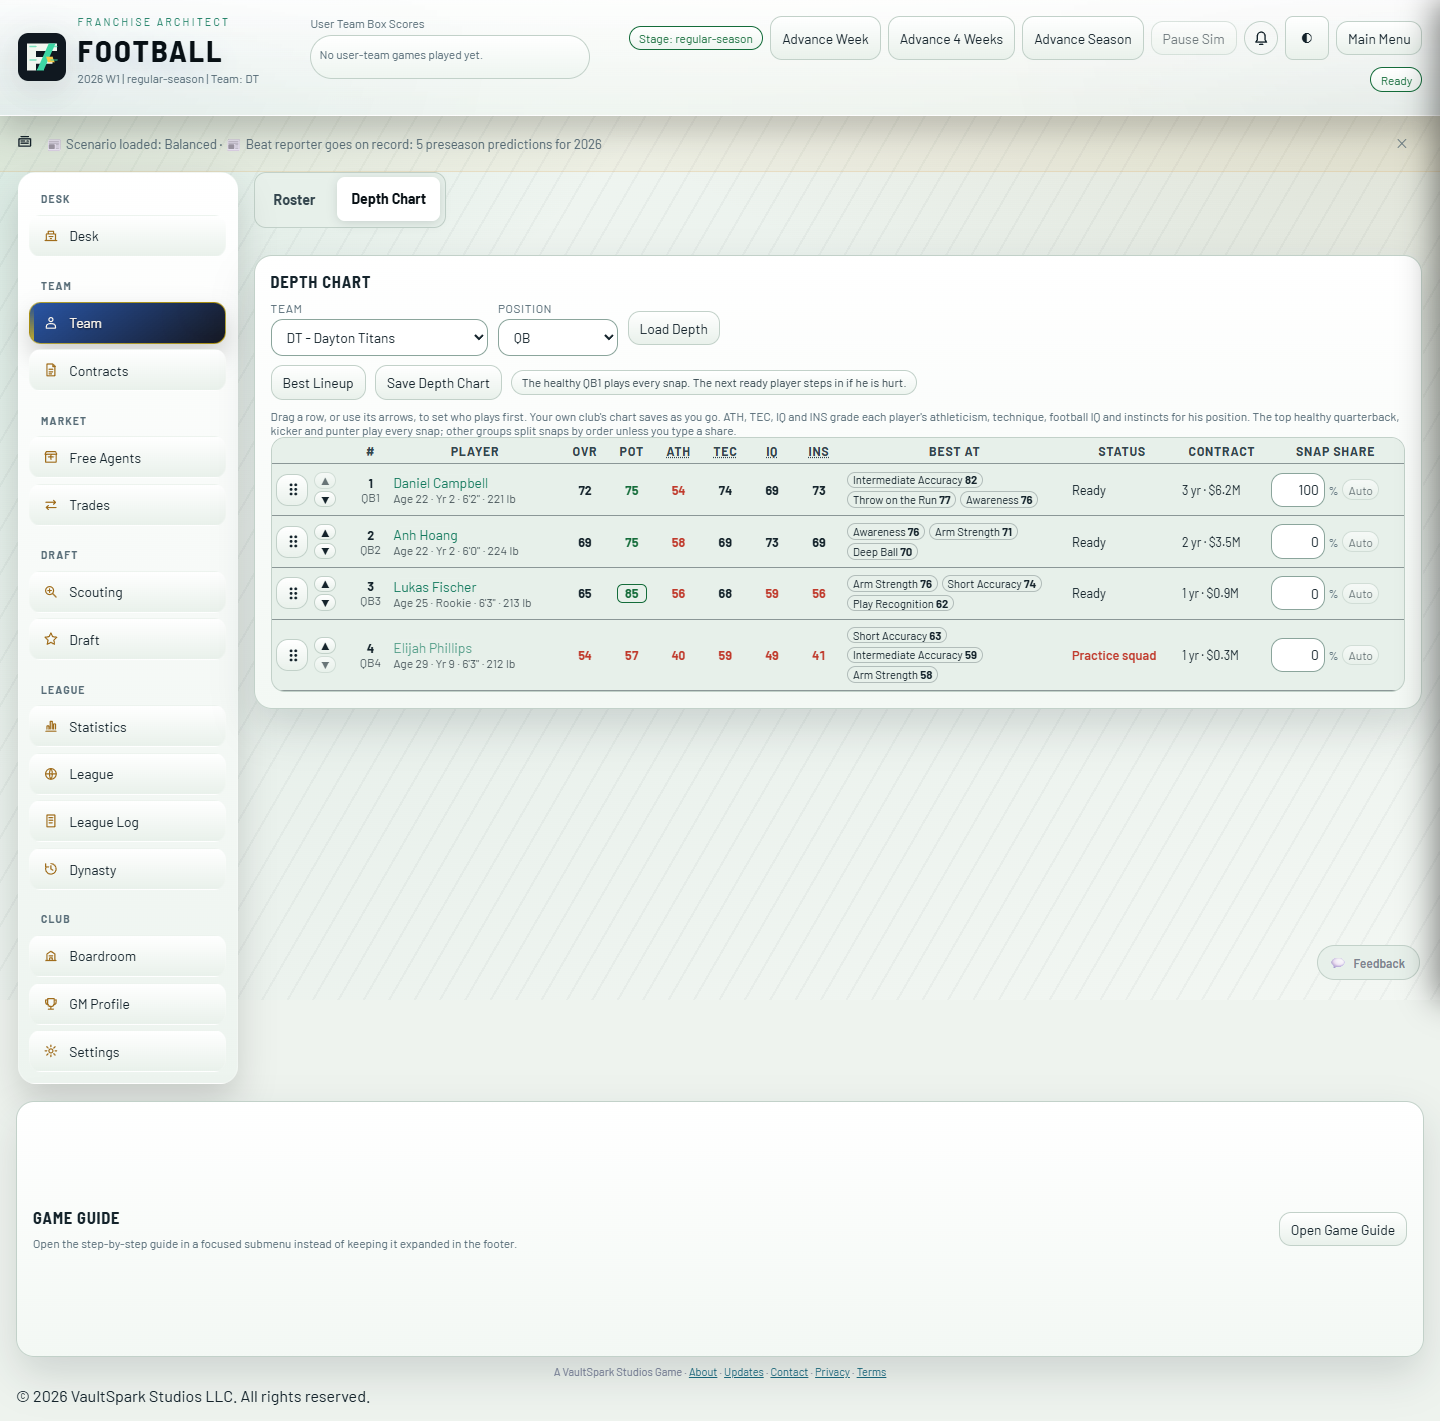 FRANCHISE ARCHITECT
FOOTBALL
2026 W1 | regular-season | Team: DT
User Team Box Scores
No user-team games played yet.
Stage: regular-season
Advance Week
Advance 4 Weeks
Advance Season
Pause Sim
Main Menu
Ready
Scenario loaded: Balanced · Beat reporter goes on record: 5 preseason predictions for 2026
DESK
Desk
TEAM
Team
Contracts
MARKET
Free Agents
Trades
DRAFT
Scouting
Draft
LEAGUE
Statistics
League
League Log
Dynasty
CLUB
Boardroom
GM Profile
Settings
Roster
Depth Chart
DEPTH CHART
TEAM
POSITION
DT - Dayton Titans
QB
Load Depth
Best Lineup
Save Depth Chart
The healthy QB1 plays every snap. The next ready player steps in if he is hurt.
Drag a row, or use its arrows, to set who plays first. Your own club's chart saves as you go. ATH, TEC, IQ and INS grade each player's athleticism, technique, football IQ and instincts for his position. The top healthy quarterback,
kicker and punter play every snap; other groups split snaps by order unless you type a share.
# PLAYER OVR POT ATH TEC IQ INS BEST AT STATUS CONTRACT SNAP SHARE
▲ ▼ 1 QB1 Daniel Campbell
Age 22 · Yr 2 · 6'2" · 221 lb
72 75 54 74 69 73
Intermediate Accuracy 82
Throw on the Run 77 Awareness 76
Ready 3 yr · $6.2M 100 % Auto
▲ ▼ 2 QB2 Anh Hoang
Age 22 · Yr 2 · 6'0" · 224 lb
69 75 58 69 73 69
Awareness 76 Arm Strength 71
Deep Ball 70
Ready 2 yr · $3.5M 0 % Auto
▲ ▼ 3 QB3 Lukas Fischer
Age 25 · Rookie · 6'3" · 213 lb
65 85 56 68 59 56
Arm Strength 76 Short Accuracy 74
Play Recognition 62
Ready 1 yr · $0.9M 0 % Auto
▲ ▼ 4 QB4 Elijah Phillips
Age 29 · Yr 9 · 6'3" · 212 lb
54 57 40 59 49 41
Short Accuracy 63
Intermediate Accuracy 59
Arm Strength 58
Practice squad 1 yr · $0.3M 0 % Auto
Feedback
GAME GUIDE
Open the step-by-step guide in a focused submenu instead of keeping it expanded in the footer.
Open Game Guide
A VaultSpark Studios Game · About · Updates · Contact · Privacy · Terms
© 2026 VaultSpark Studios LLC. All rights reserved.